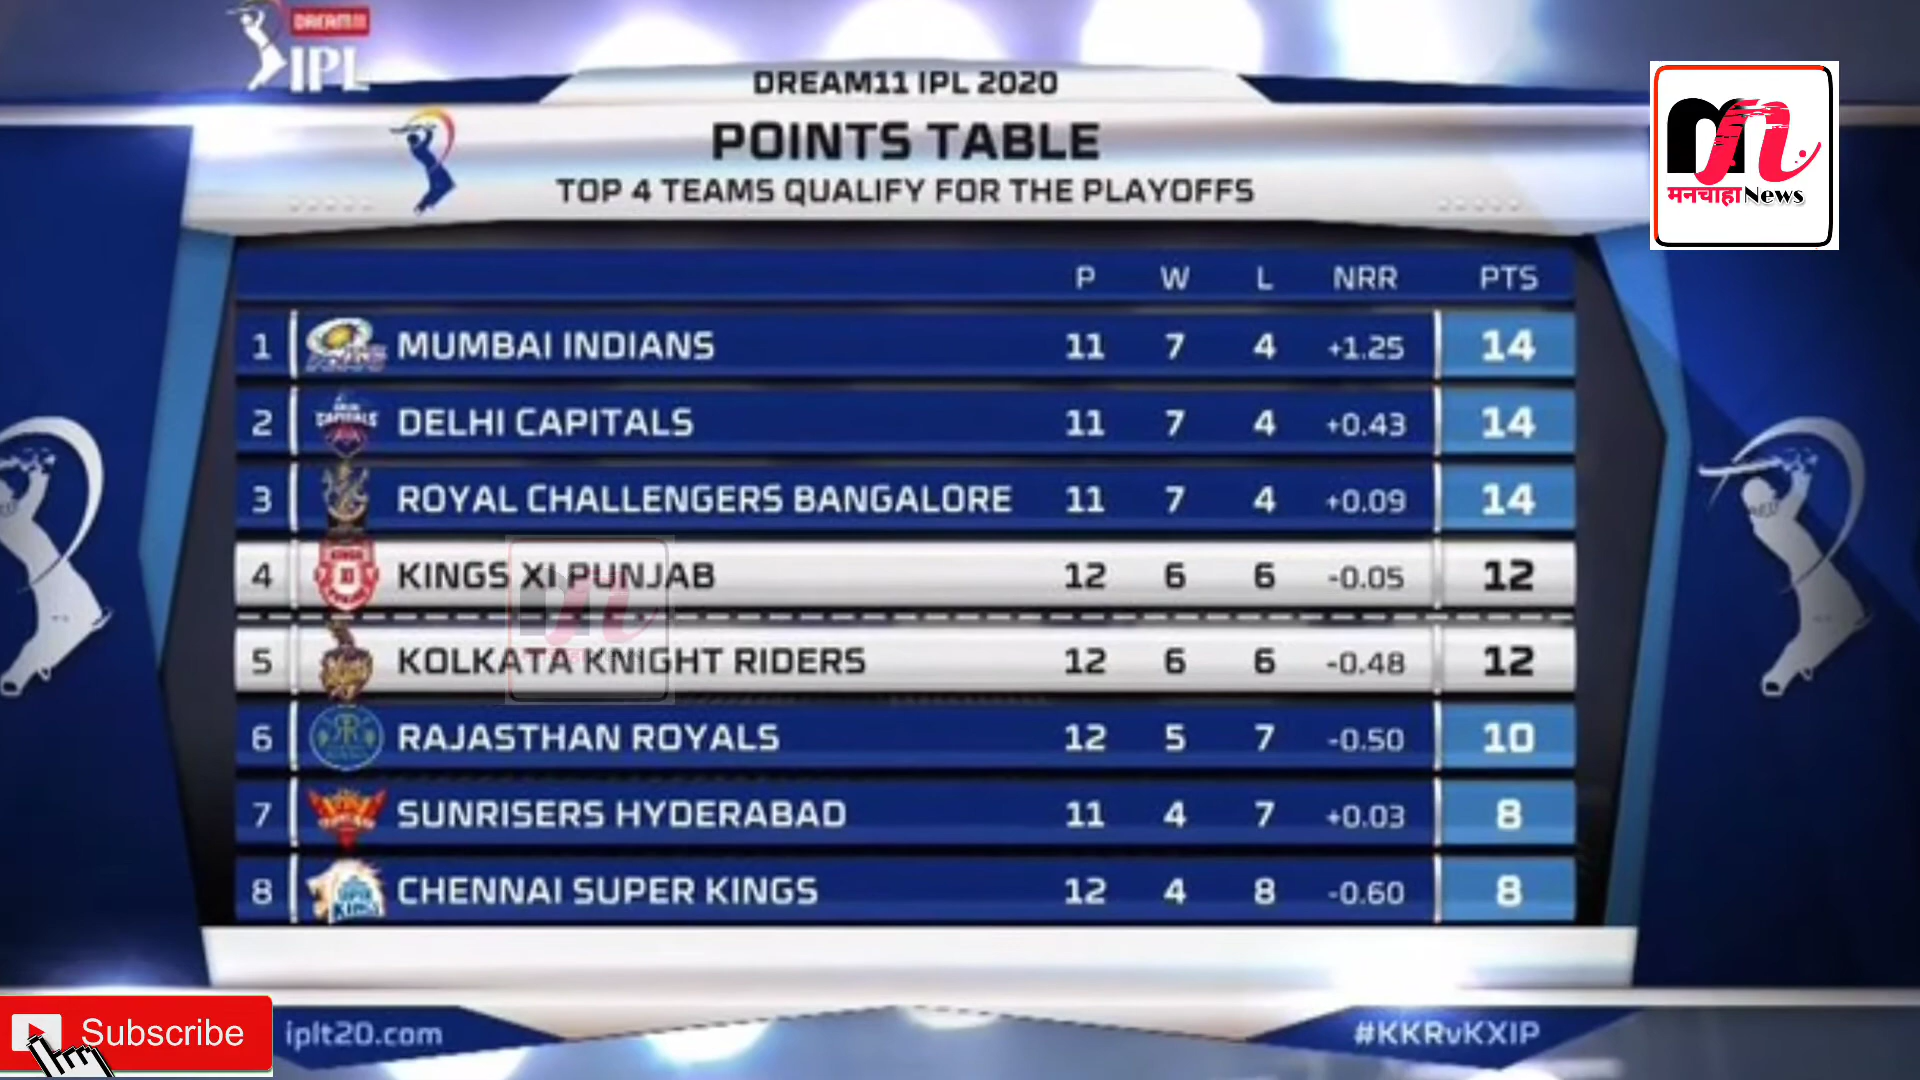 DREAM11
IPL
DREAM11 IPL 2020
POINTS TABLE
TOP 4 TEAMS QUALIFY FOR THE PLAYOFFS
मनचाहा News
P W L NRR PTS
1 MUMBAI INDIANS 11 7 4 +1.25 14
2 DELHI CAPITALS 11 7 4 +0.43 14
3 ROYAL CHALLENGERS BANGALORE 11 7 4 +0.09 14
4 KINGS XI PUNJAB 12 6 6 -0.05 12
5 KOLKATA KNIGHT RIDERS 12 6 6 -0.48 12
6 RAJASTHAN ROYALS 12 5 7 -0.50 10
7 SUNRISERS HYDERABAD 11 4 7 +0.03 8
8 CHENNAI SUPER KINGS 12 4 8 -0.60 8
Subscribe
iplt20.com
#KKRvKXIP